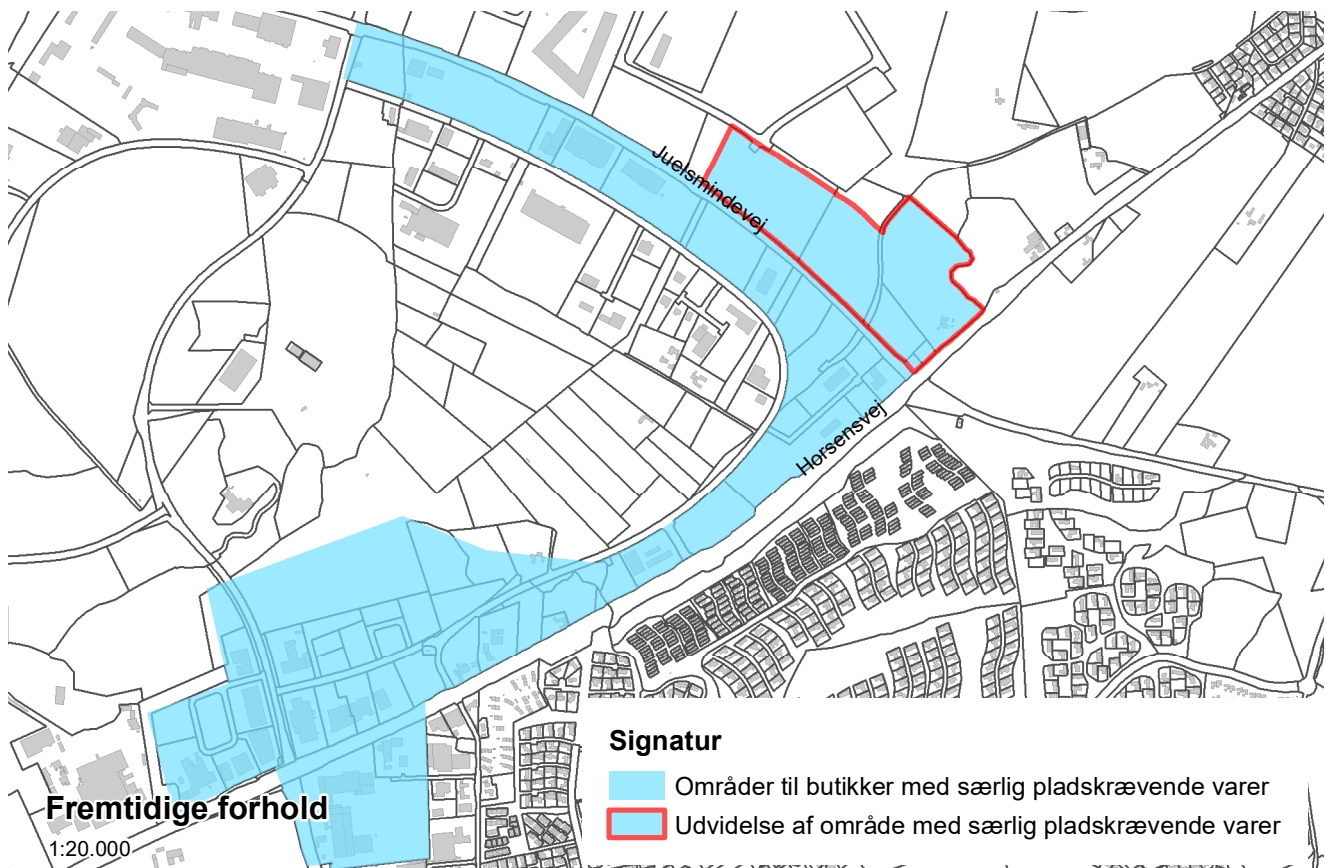 Juelsmindevej
Horsensvej
Signatur
Områder til butikker med særlig pladskrævende varer
Udvidelse af område med særlig pladskrævende varer
Fremtidige forhold
1:20.000